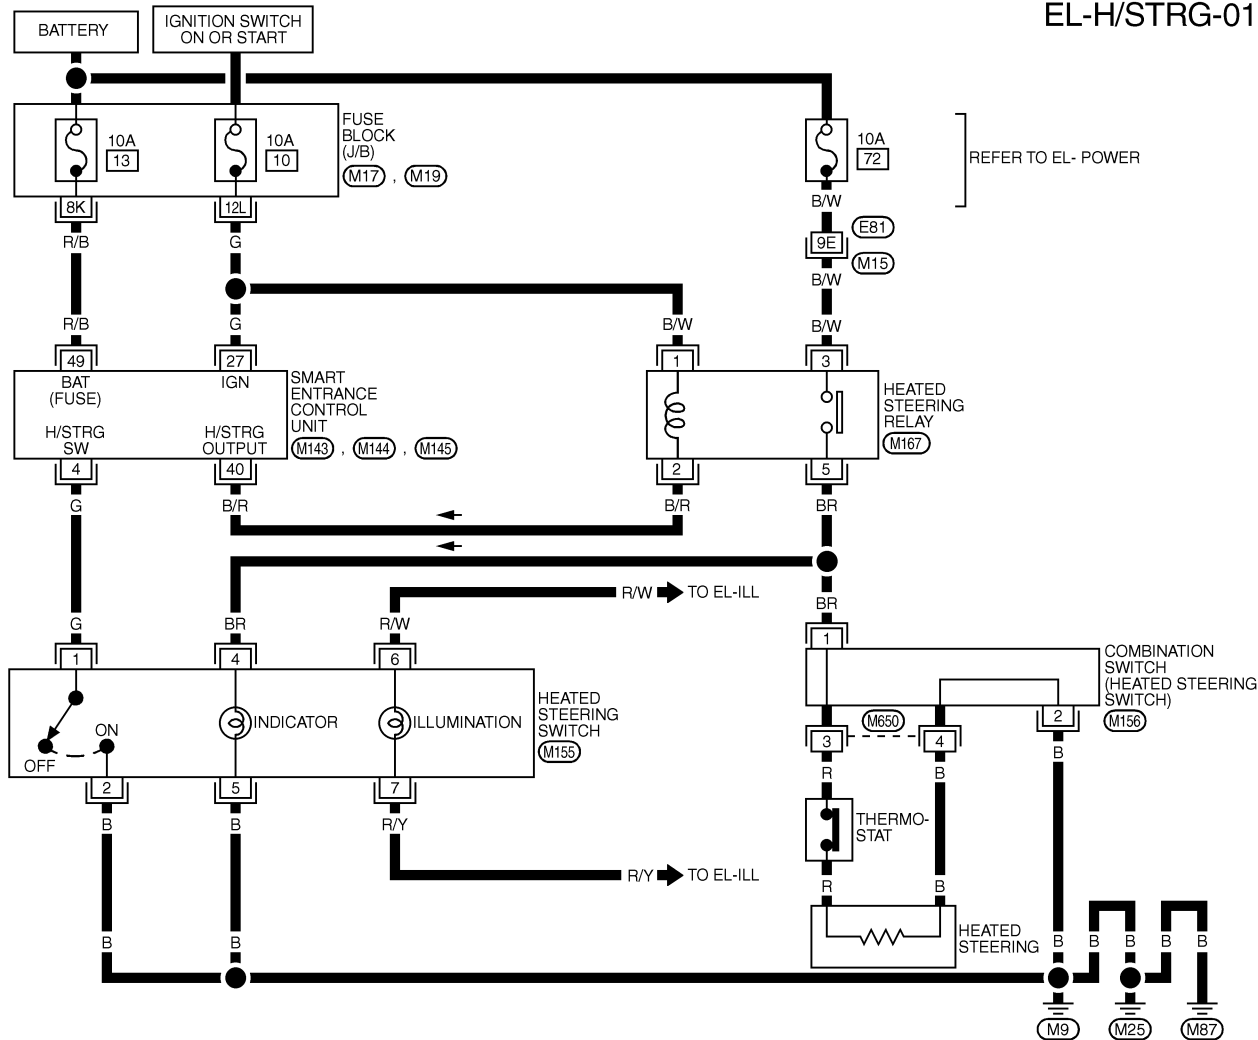 EL-H/STRG-01
BATTERY
IGNITION SWITCH
ON OR START
10A
13
10A
10
FUSE
BLOCK
(J/B)
M17 , M19
10A
72
REFER TO EL- POWER
8K
12L
B/W
R/B
G
9E
E81
M15
B/W
R/B
G
B/W
B/W
49
27
1
3
BAT
(FUSE)
IGN
H/STRG
SW
H/STRG
OUTPUT
SMART
ENTRANCE
CONTROL
UNIT
M143 , M144 , M145
HEATED
STEERING
RELAY
M167
4
40
2
5
G
B/R
B/R
BR
R/W
TO EL-ILL
BR
G
BR
R/W
1
4
6
1
COMBINATION
SWITCH
(HEATED STEERING
SWITCH)
M156
OFF
ON
INDICATOR
ILLUMINATION
HEATED
STEERING
SWITCH
M155
M650
3
4
2
2
5
7
R
B
B
B
B
R/Y
THERMO-
STAT
R/Y
TO EL-ILL
R
B
HEATED
STEERING
B
B
B
B
B
B
B
M9
M25
M87